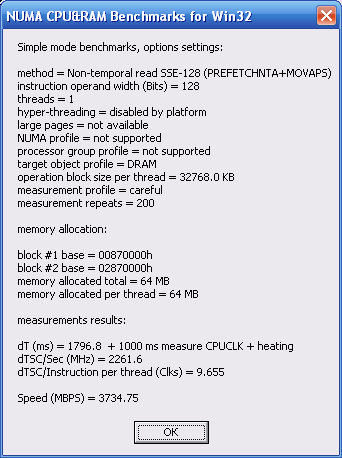 NUMA CPU&RAM Benchmarks for Win32
Simple mode benchmarks, options settings:
method = Non-temporal read SSE-128 (PREFETCHNTA+MOVAPS)
instruction operand width (Bits) = 128
threads = 1
hyper-threading = disabled by platform
large pages = not available
NUMA profile = not supported
processor group profile = not supported
target object profile = DRAM
operation block size per thread = 32768.0 KB
measurement profile = careful
measurement repeats = 200
memory allocation:
block #1 base = 00870000h
block #2 base = 02870000h
memory allocated total = 64 MB
memory allocated per thread = 64 MB
measurements results:
dT (ms) = 1796.8  + 1000 ms measure CPUCLK + heating
dTSC/Sec (MHz) = 2261.6
dTSC/Instruction per thread (Clks) = 9.655
Speed (MBPS) = 3734.75
OK